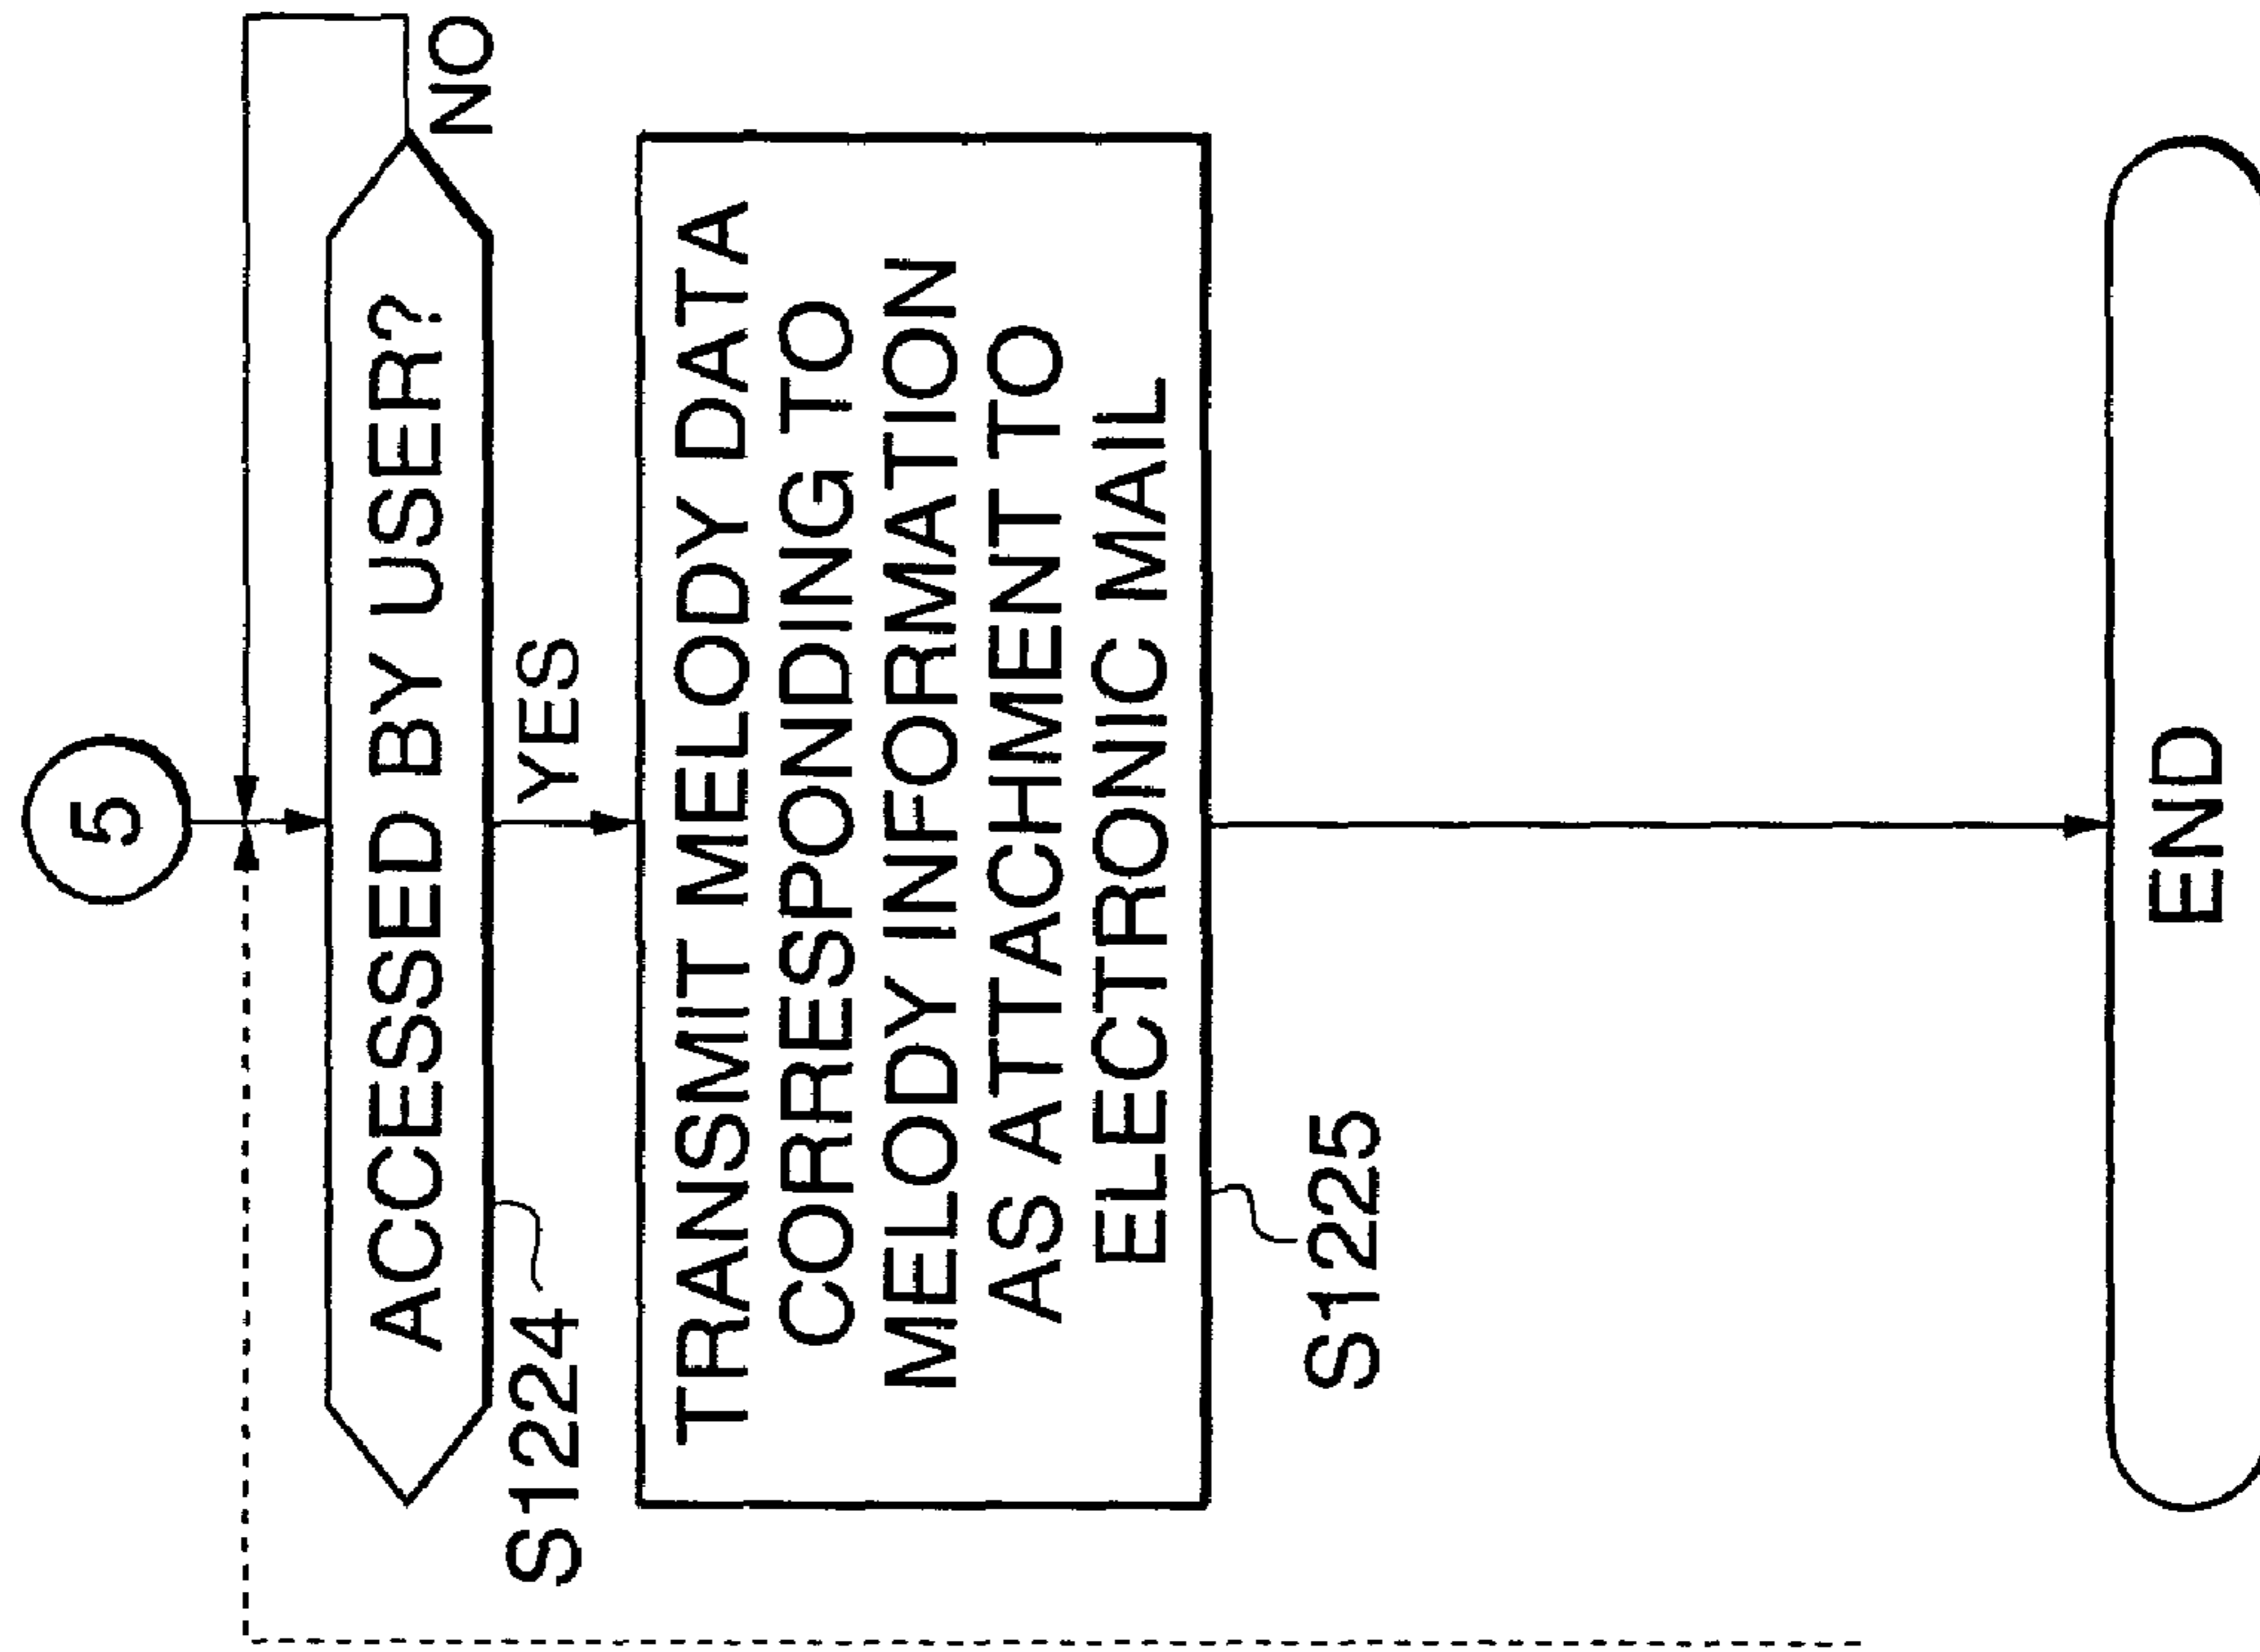 5
ACCESSED BY USER?
NO
S1224
YES
TRANSMIT MELODY DATA
CORRESPONDING TO
MELODY INFORMATION
AS ATTACHMENT TO
ELECTRONIC MAIL
S1225
END